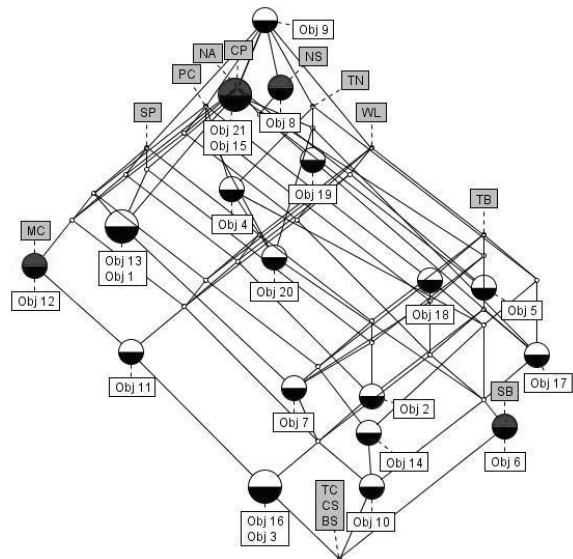 Obj 9
NA
CP
NS
PC
TN
SP
WL
Obj 21
Obj 15
Obj 8
Obj 19
Obj 4
TB
MC
Obj 13
Obj 1
Obj 12
Obj 20
Obj 18
Obj 5
Obj 11
Obj 17
Obj 7
Obj 2
SB
Obj 14
Obj 6
TC
CS
BS
Obj 16
Obj 3
Obj 10